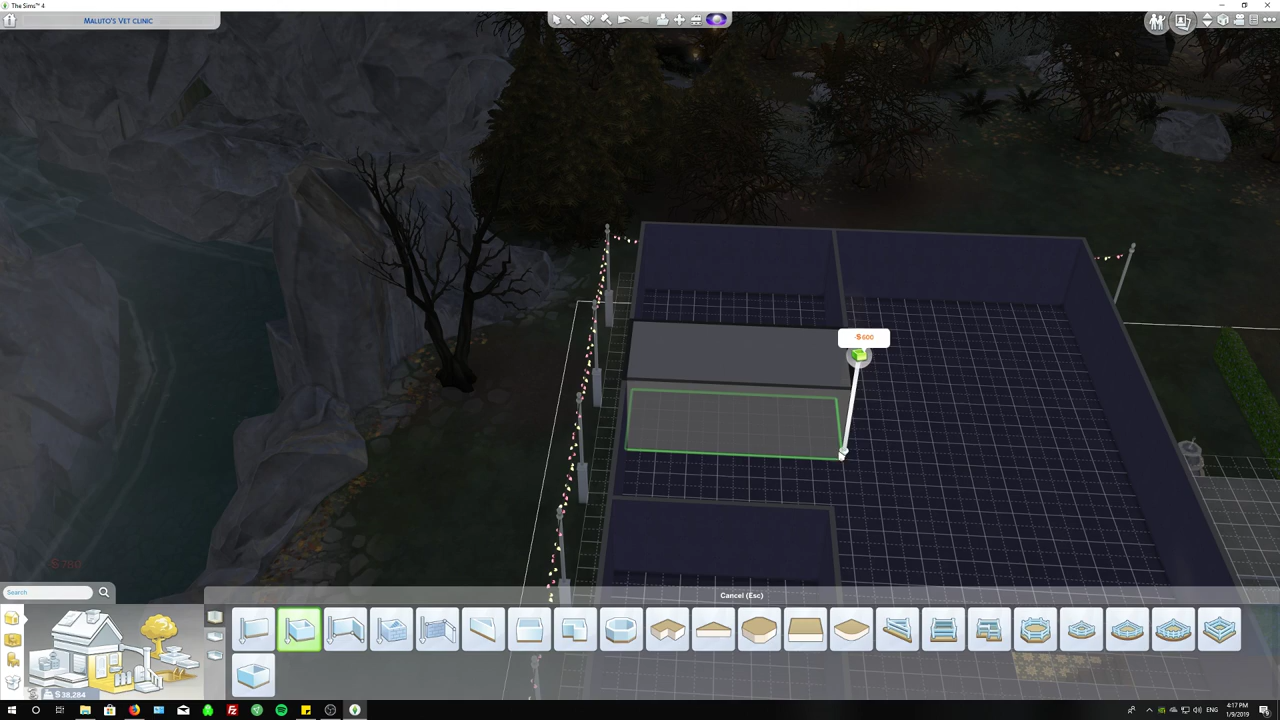 The Sims™ 4
Maluto's Vet clinic
-§600
§780
Search
Cancel (Esc)
§38,284
ENG
4:17 PM
1/9/2019